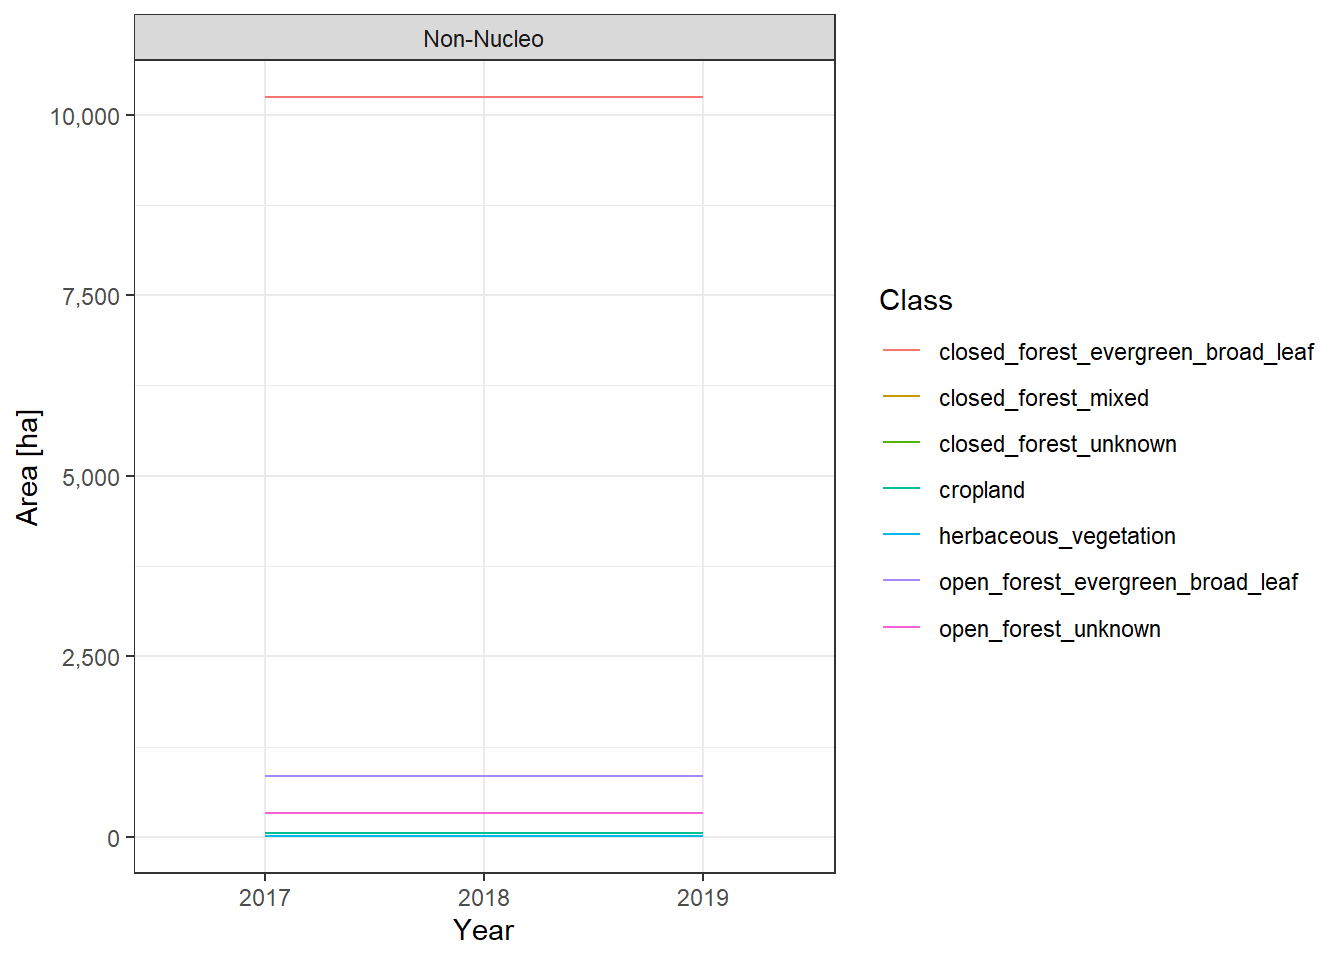 Non-Nucleo
10,000
7,500
5,000
2,500
0
Area [ha]
2017 2018 2019
Year
Class
closed_forest_evergreen_broad_leaf
closed_forest_mixed
closed_forest_unknown
cropland
herbaceous_vegetation
open_forest_evergreen_broad_leaf
open_forest_unknown